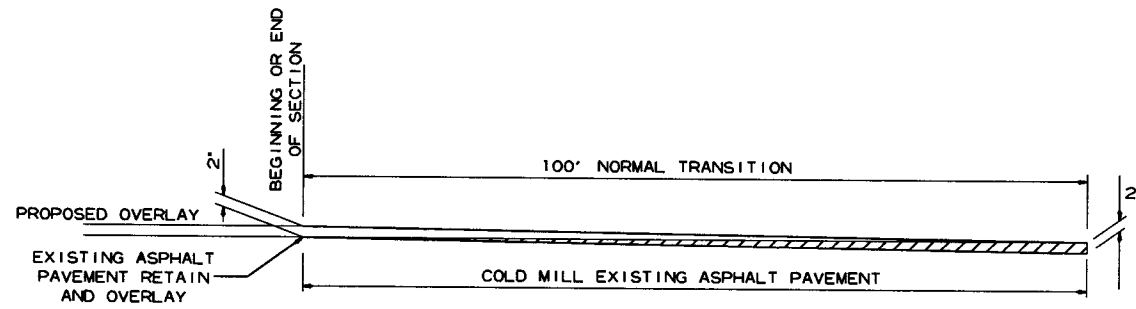 BEGINNING OR END
OF SECTION
2"
100' NORMAL TRANSITION
2
PROPOSED OVERLAY
EXISTING ASPHALT
PAVEMENT RETAIN
AND OVERLAY
COLD MILL EXISTING ASPHALT PAVEMENT